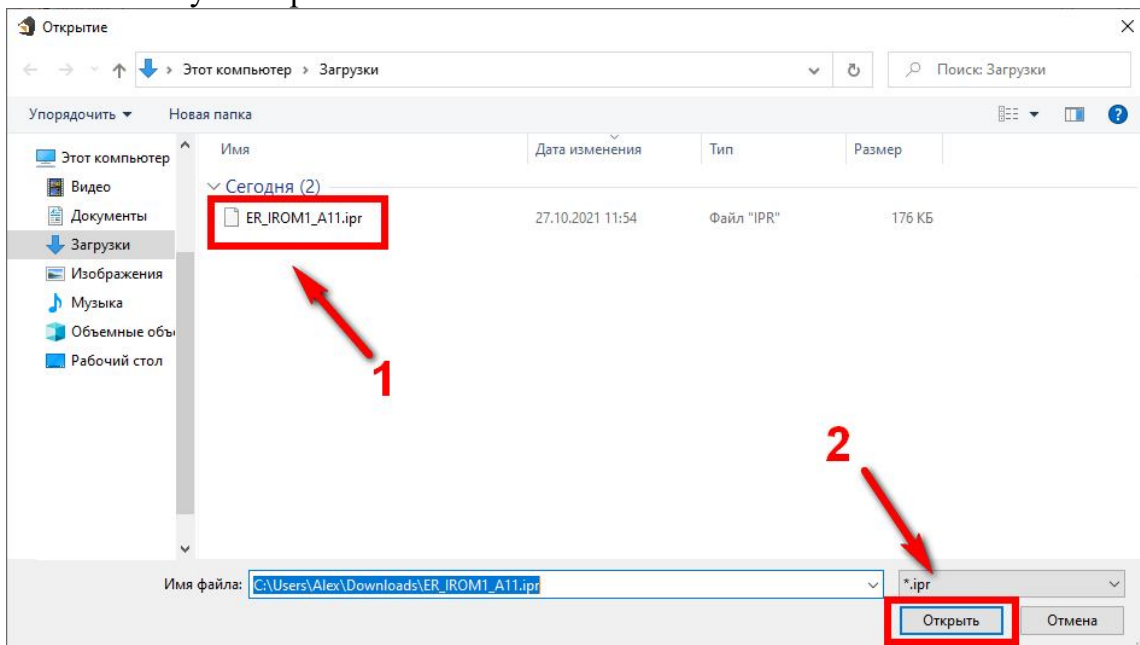 Открытие
Этот компьютер › Загрузки
Поиск: Загрузки
Упорядочить
Новая папка
Имя
Дата изменения
Тип
Размер
Этот компьютер
Видео
Документы
Загрузки
Изображения
Музыка
Объемные объ
Рабочий стол
Сегодня (2)
ER_IROM1_A11.ipr
27.10.2021 11:54
Файл "IPR"
176 КБ
1
2
Имя файла:
C:\Users\Alex\Downloads\ER_IROM1_A11.ipr
*.ipr
Открыть
Отмена